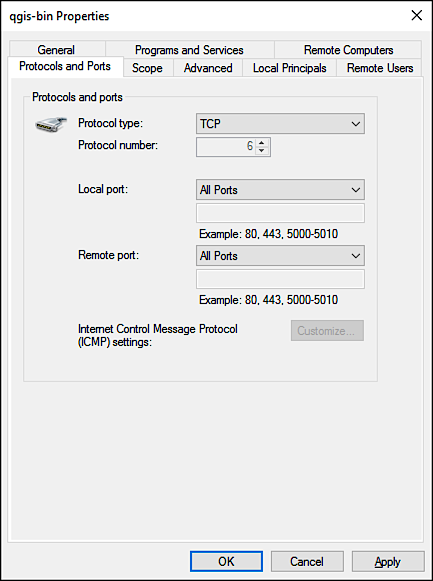 qgis-bin Properties
General
Programs and Services
Remote Computers
Protocols and Ports
Scope
Advanced
Local Principals
Remote Users
Protocols and ports
Protocol type:
TCP
Protocol number:
6
Local port:
All Ports
Example: 80, 443, 5000-5010
Remote port:
All Ports
Example: 80, 443, 5000-5010
Internet Control Message Protocol
(ICMP) settings:
Customize...
OK
Cancel
Apply